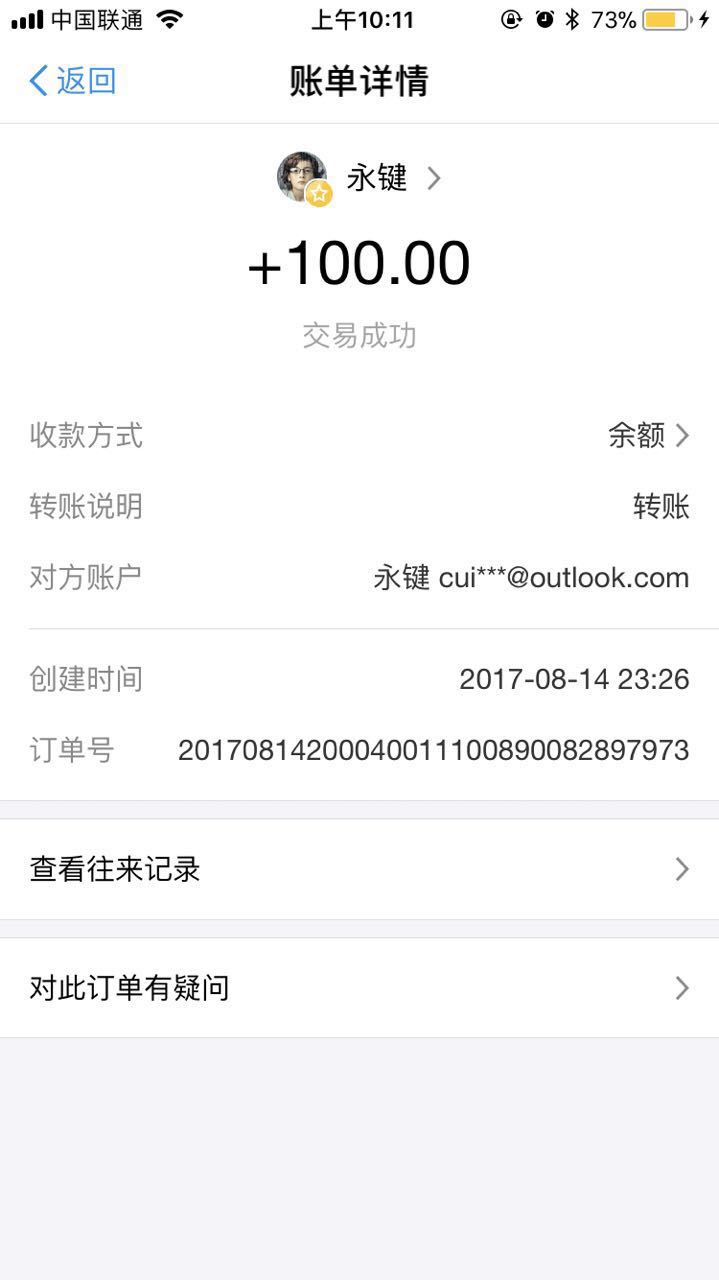 中国联通 上午10:11 73%
返回 账单详情
永键
+100.00
交易成功
收款方式 余额
转账说明 转账
对方账户 永键 cui***@outlook.com
创建时间 2017-08-14 23:26
订单号 20170814200040011100890082897973
查看往来记录
对此订单有疑问